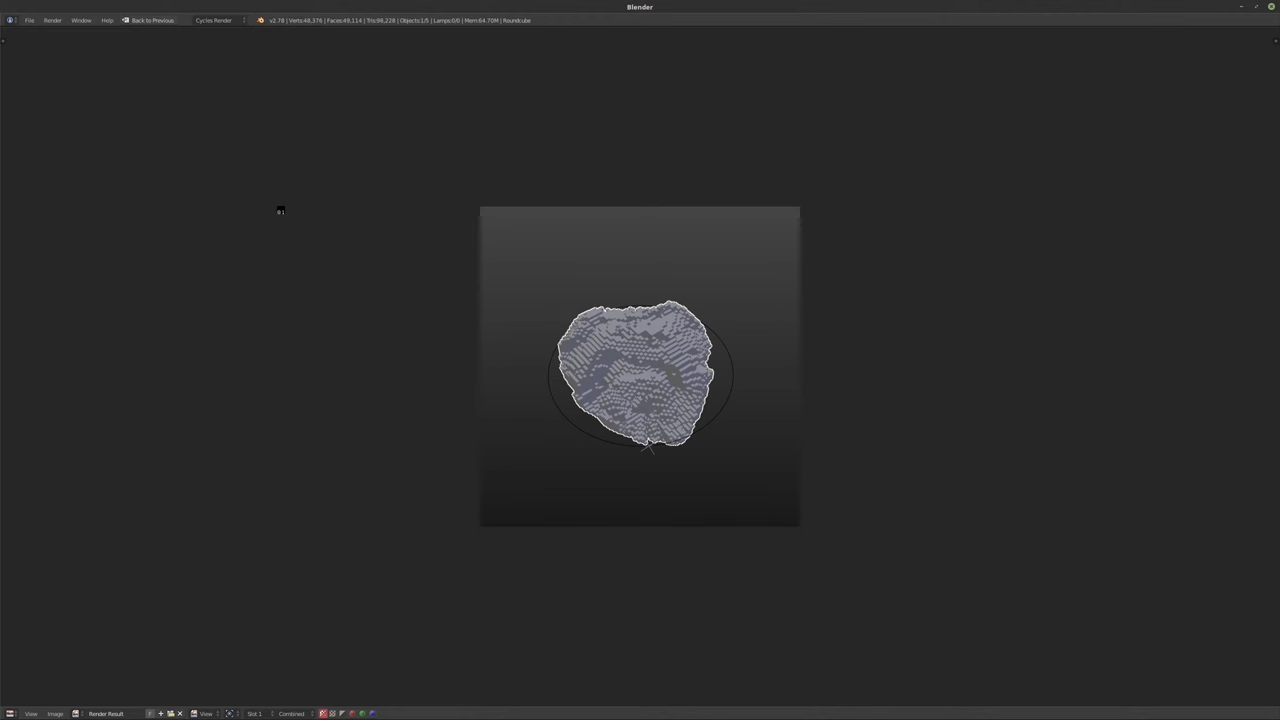 Blender
File Render Window Help Back to Previous Cycles Render v2.78 | Verts:48,376 | Faces:49,114 | Tris:98,228 | Objects:1/5 | Lamps:0/0 | Mem:64.70M | Roundcube
View Image Render Result F View Slot 1 Combined